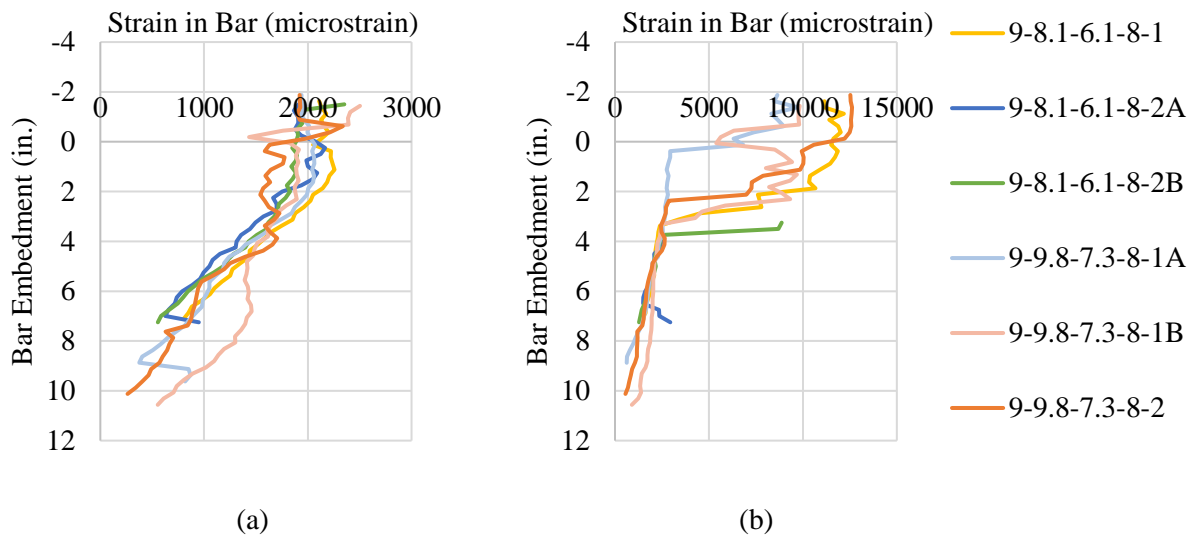 Strain in Bar (microstrain)
-4
-2
0 1000 2000 3000
0
2
4
6
8
10
12
Bar Embedment (in.)
(a)
Strain in Bar (microstrain)
-4
-2
0 5000 10000 15000
0
2
4
6
8
10
12
Bar Embedment (in.)
(b)
9-8.1-6.1-8-1
9-8.1-6.1-8-2A
9-8.1-6.1-8-2B
9-9.8-7.3-8-1A
9-9.8-7.3-8-1B
9-9.8-7.3-8-2